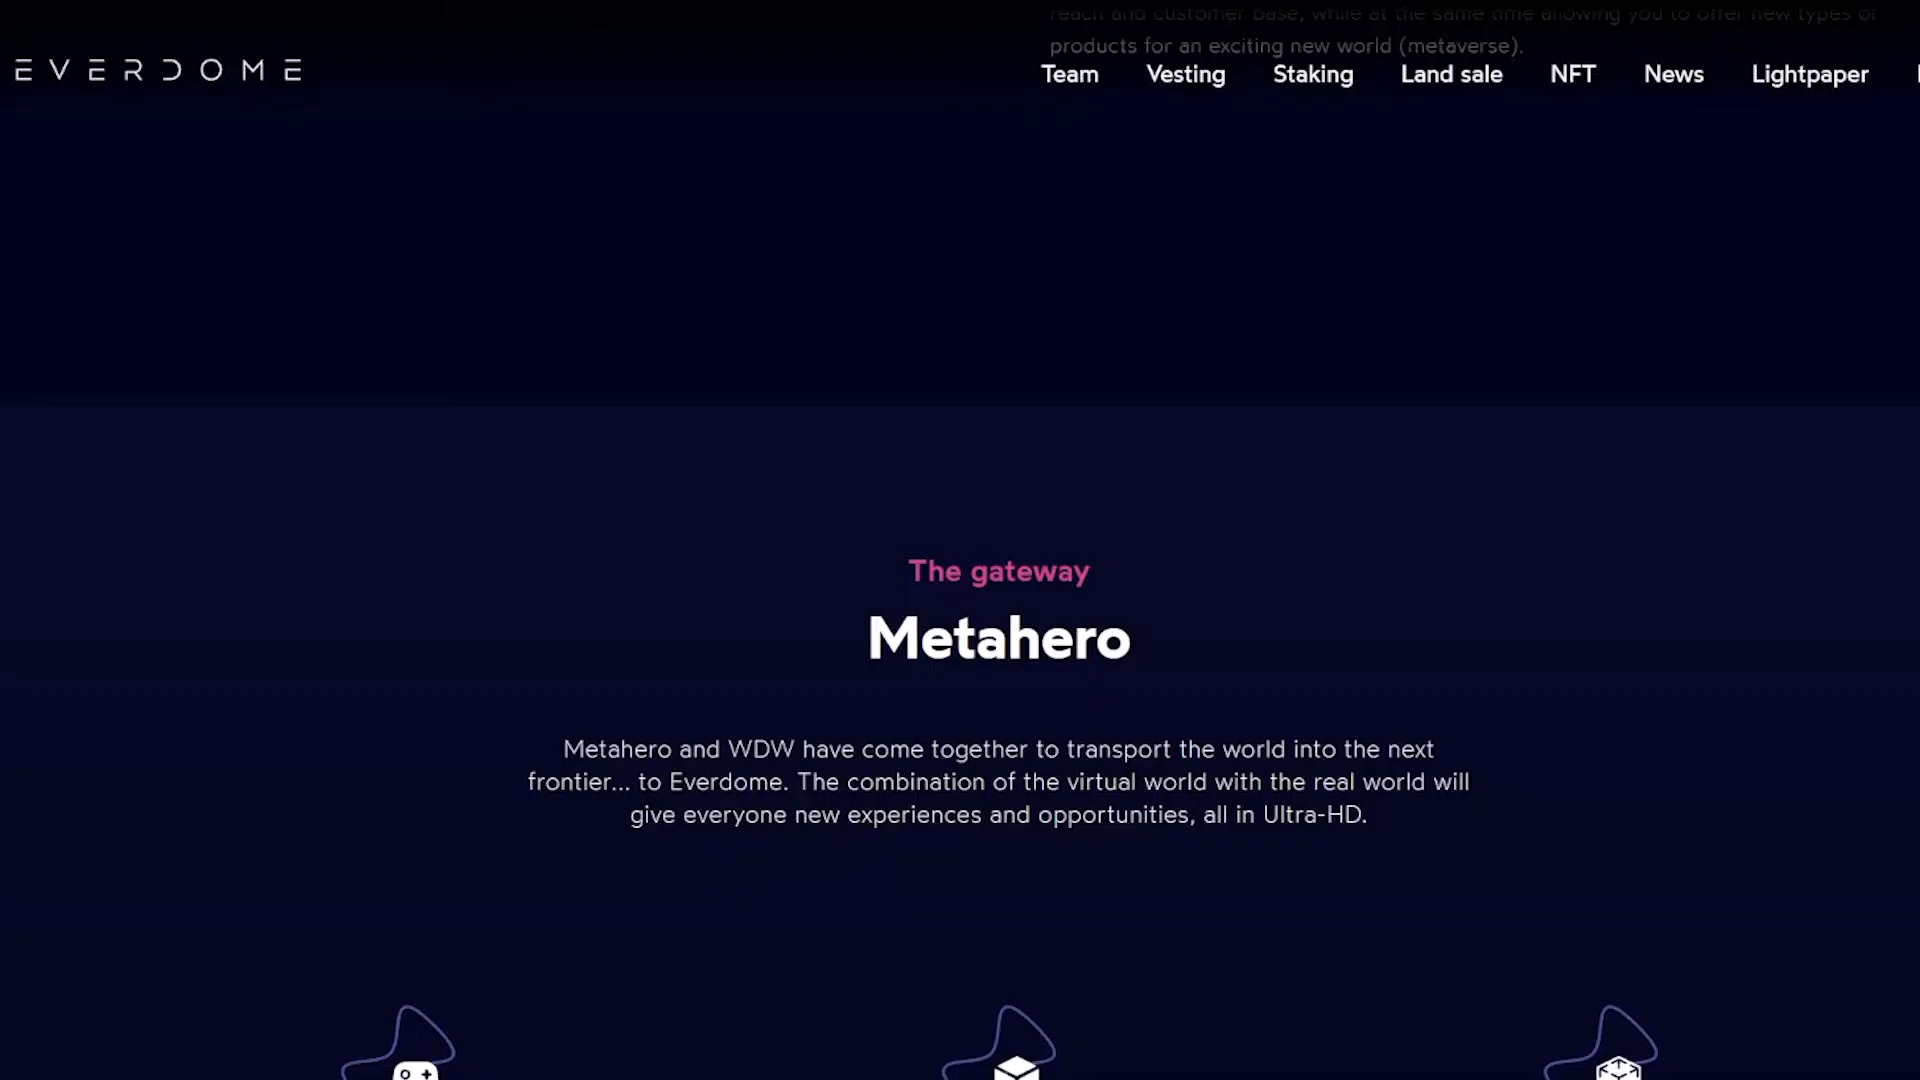 reach and customer base, while at the same time allowing you to offer new types of
products for an exciting new world (metaverse).
EVERDOME
Team Vesting Staking Land sale NFT News Lightpaper
The gateway
Metahero
Metahero and WDW have come together to transport the world into the next
frontier... to Everdome. The combination of the virtual world with the real world will
give everyone new experiences and opportunities, all in Ultra-HD.